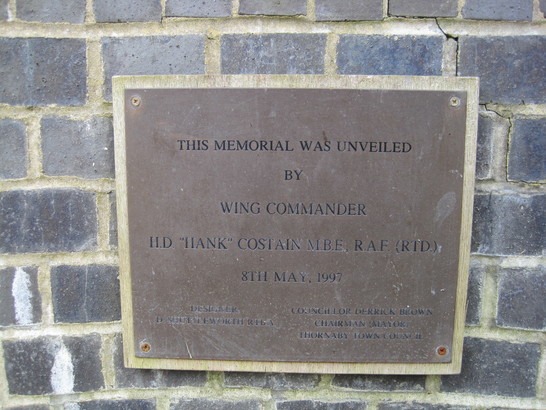 THIS MEMORIAL WAS UNVEILED
BY
WING COMMANDER
H.D "HANK" COSTAIN M.B.E, R.A.F. (RTD.)
8TH MAY, 1997
DESIGNER
COUNCILLOR DERRICK BROWN
CHAIRMAN/MAYOR
THORNABY TOWN COUNCIL